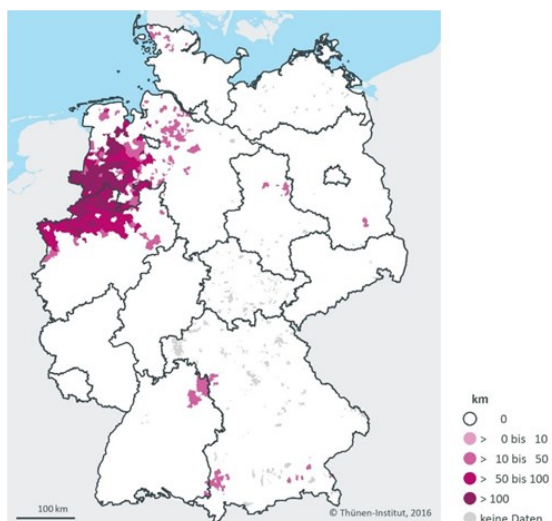 km
0
> 0 bis 10
> 10 bis 50
> 50 bis 100
> 100
keine Daten
100 km
© Thünen-Institut, 2016